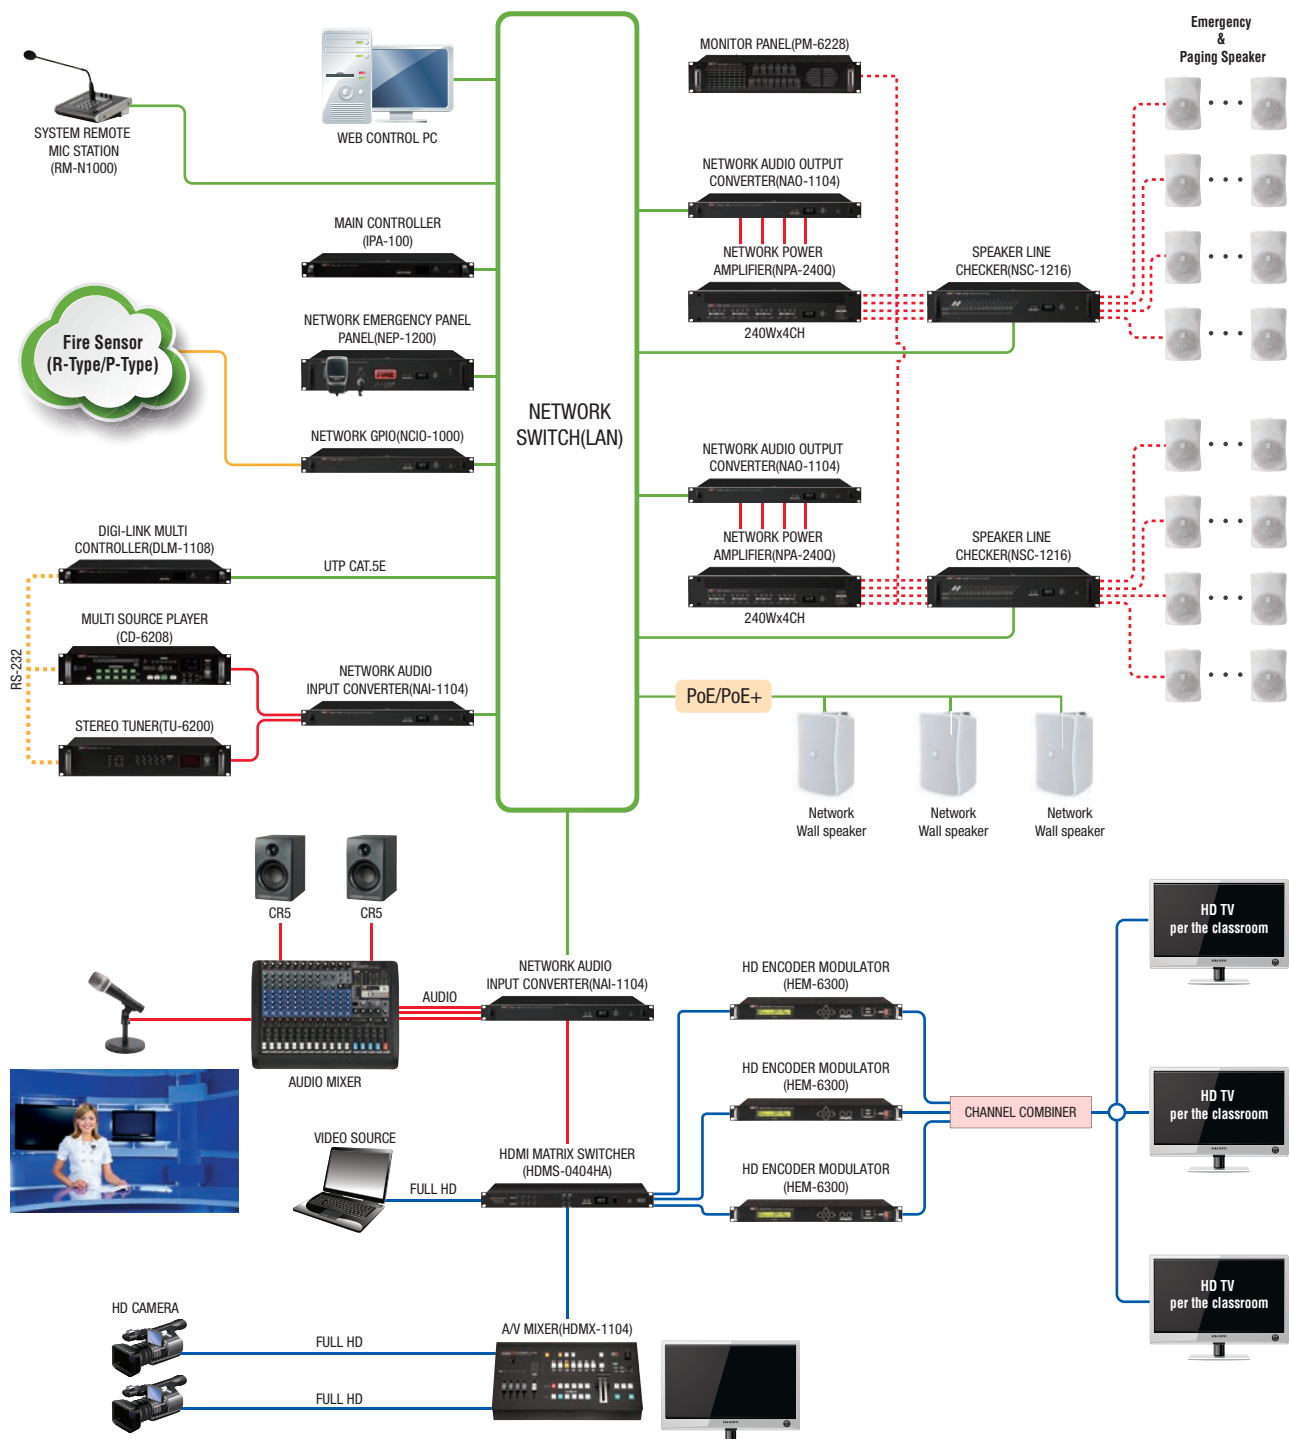 Emergency
&
Paging Speaker
MONITOR PANEL(PM-6228)
SYSTEM REMOTE
MIC STATION
(RM-N1000)
WEB CONTROL PC
NETWORK AUDIO OUTPUT
CONVERTER(NAO-1104)
MAIN CONTROLLER
(IPA-100)
NETWORK POWER
AMPLIFIER(NPA-240Q)
240Wx4CH
SPEAKER LINE
CHECKER(NSC-1216)
Fire Sensor
(R-Type/P-Type)
NETWORK EMERGENCY PANEL
PANEL(NEP-1200)
FIRE
NETWORK
SWITCH(LAN)
NETWORK GPIO(NCIO-1000)
NETWORK AUDIO OUTPUT
CONVERTER(NAO-1104)
NETWORK POWER
AMPLIFIER(NPA-240Q)
240Wx4CH
SPEAKER LINE
CHECKER(NSC-1216)
DIGI-LINK MULTI
CONTROLLER(DLM-1108)
UTP CAT.5E
RS-232
MULTI SOURCE PLAYER
(CD-6208)
NETWORK AUDIO
INPUT CONVERTER(NAI-1104)
STEREO TUNER(TU-6200)
PoE/PoE+
Network
Wall speaker
Network
Wall speaker
Network
Wall speaker
CR5
CR5
AUDIO
NETWORK AUDIO
INPUT CONVERTER(NAI-1104)
AUDIO MIXER
HD ENCODER MODULATOR
(HEM-6300)
HD ENCODER MODULATOR
(HEM-6300)
HD ENCODER MODULATOR
(HEM-6300)
CHANNEL COMBINER
HD TV
per the classroom
HD TV
per the classroom
HD TV
per the classroom
VIDEO SOURCE
FULL HD
HDMI MATRIX SWITCHER
(HDMS-0404HA)
HD CAMERA
FULL HD
FULL HD
A/V MIXER(HDMX-1104)